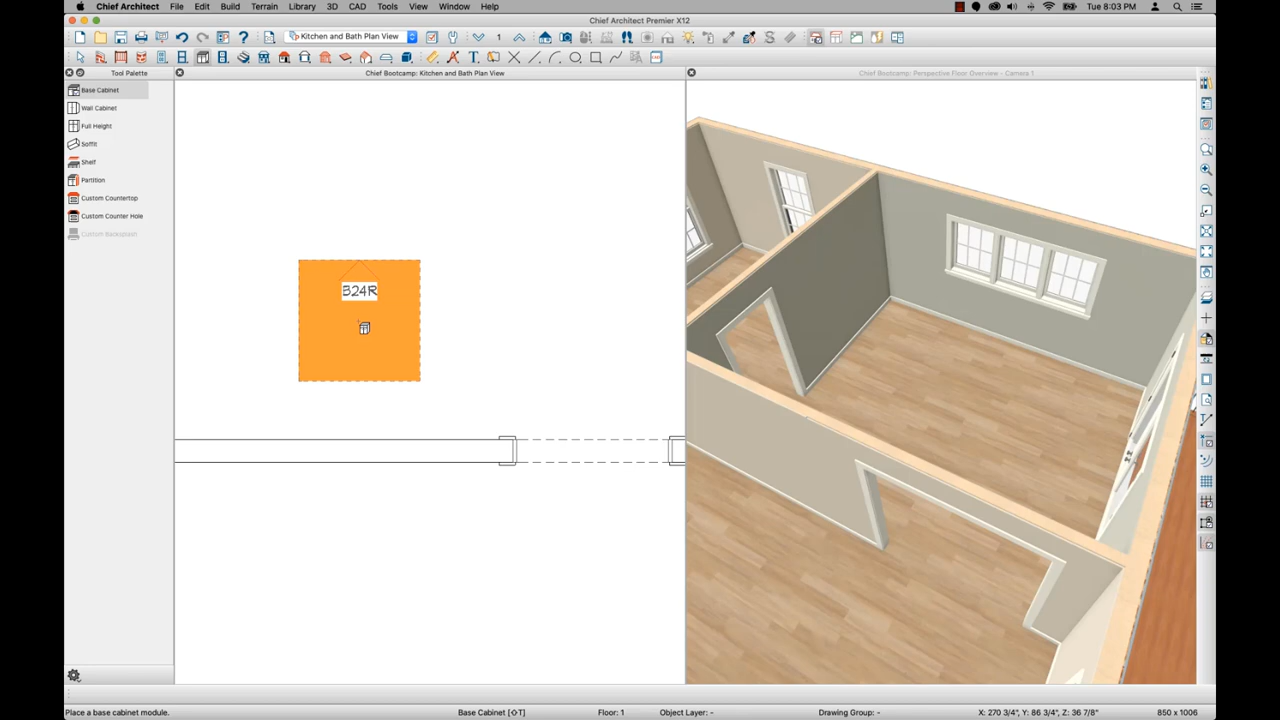 Chief Architect File Edit Build Terrain 3D CAD Tools View Window Help
Tue 8:03 PM
Chief Architect Premier X12
Kitchen and Bath Plan View
1
Tool Palette
Chief Bootcamp: Kitchen and Bath Plan View
Chief Bootcamp: Perspective Floor Overview - Camera 1
Base Cabinet
Wall Cabinet
Full Height
Soffit
Shelf
Partition
Custom Countertop
Custom Counter Hole
Custom Backsplash
B24R
Place a base cabinet module.
Base Cabinet [⇧T]
Floor: 1
Object Layer: -
Drawing Group: -
X: 270 3/4", Y: 86 3/4", Z: 36 7/8"
850 x 1006